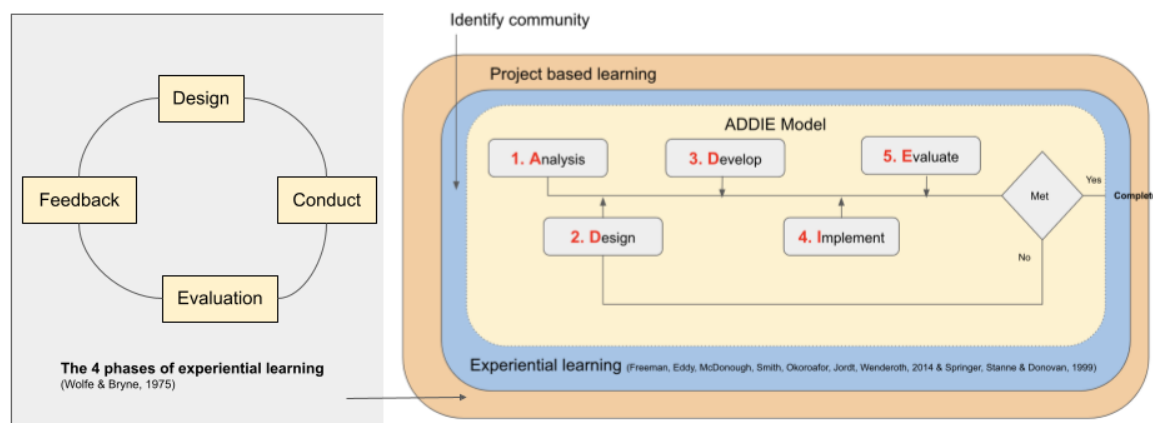 Design
Feedback
Conduct
Evaluation
The 4 phases of experiential learning
(Wolfe & Bryne, 1975)
Identify community
Project based learning
ADDIE Model
1. Analysis
3. Develop
5. Evaluate
2. Design
4. Implement
Met
Yes
No
Complete
Experiential learning (Freeman, Eddy, McDonough, Smith, Okoroafor, Jordt, Wenderoth, 2014 & Springer, Stanne & Donovan, 1999)